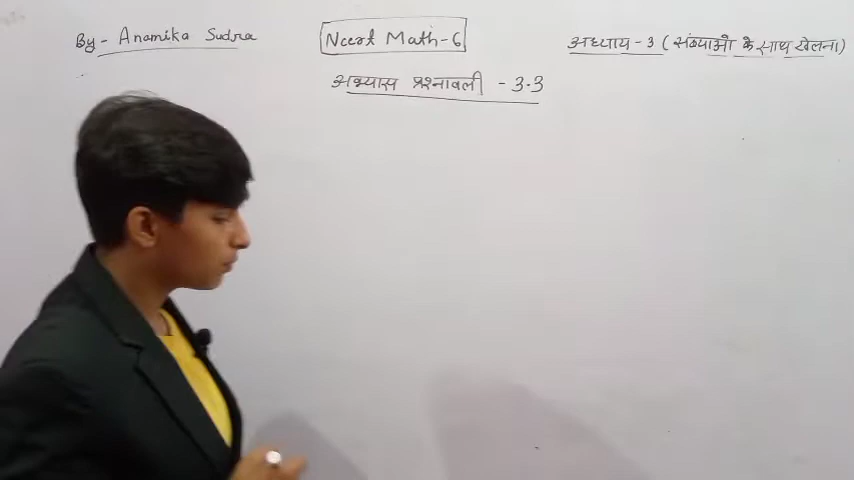 By- Anamika Sudra
Ncert Math-6
अध्याय - 3 ( संख्याओ के साथ खेलना )
अभ्यास प्रश्नावली - 3.3